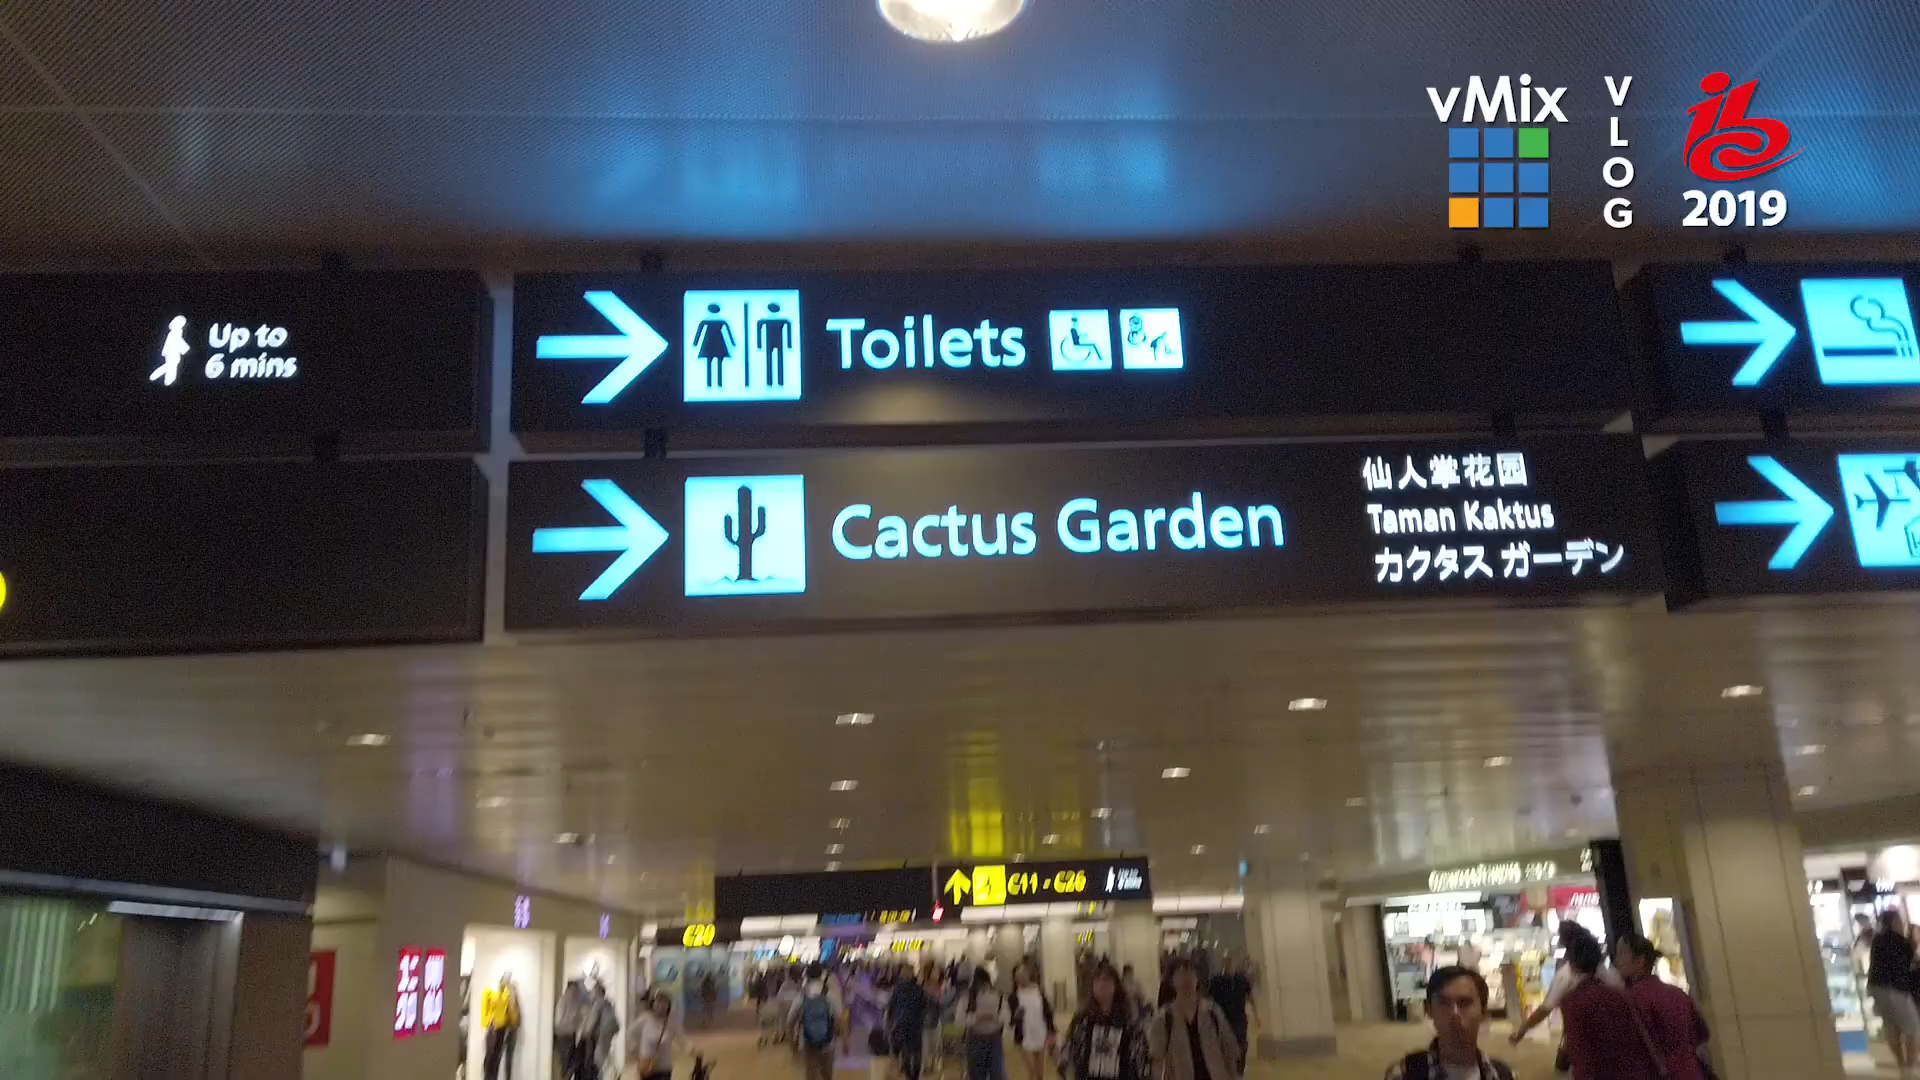 vMix
VLOG
2019
Up to
6 mins
Toilets
Cactus Garden
仙人掌花园
Taman Kaktus
カクタス ガーデン
C11 - C26
C20